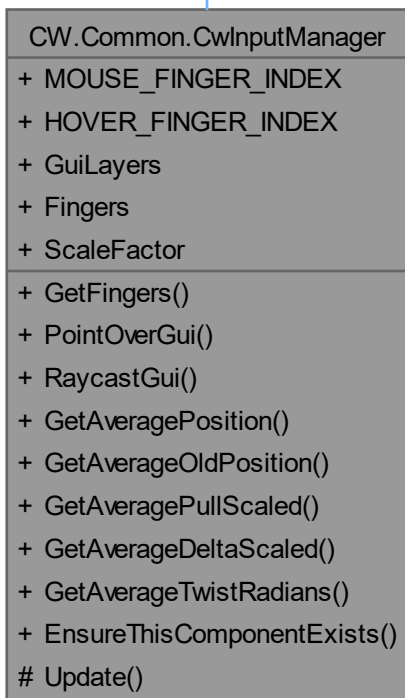 CW.Common.CwInputManager
+ MOUSE_FINGER_INDEX
+ HOVER_FINGER_INDEX
+ GuiLayers
+ Fingers
+ ScaleFactor
+ GetFingers()
+ PointOverGui()
+ RaycastGui()
+ GetAveragePosition()
+ GetAverageOldPosition()
+ GetAveragePullScaled()
+ GetAverageDeltaScaled()
+ GetAverageTwistRadians()
+ EnsureThisComponentExists()
# Update()